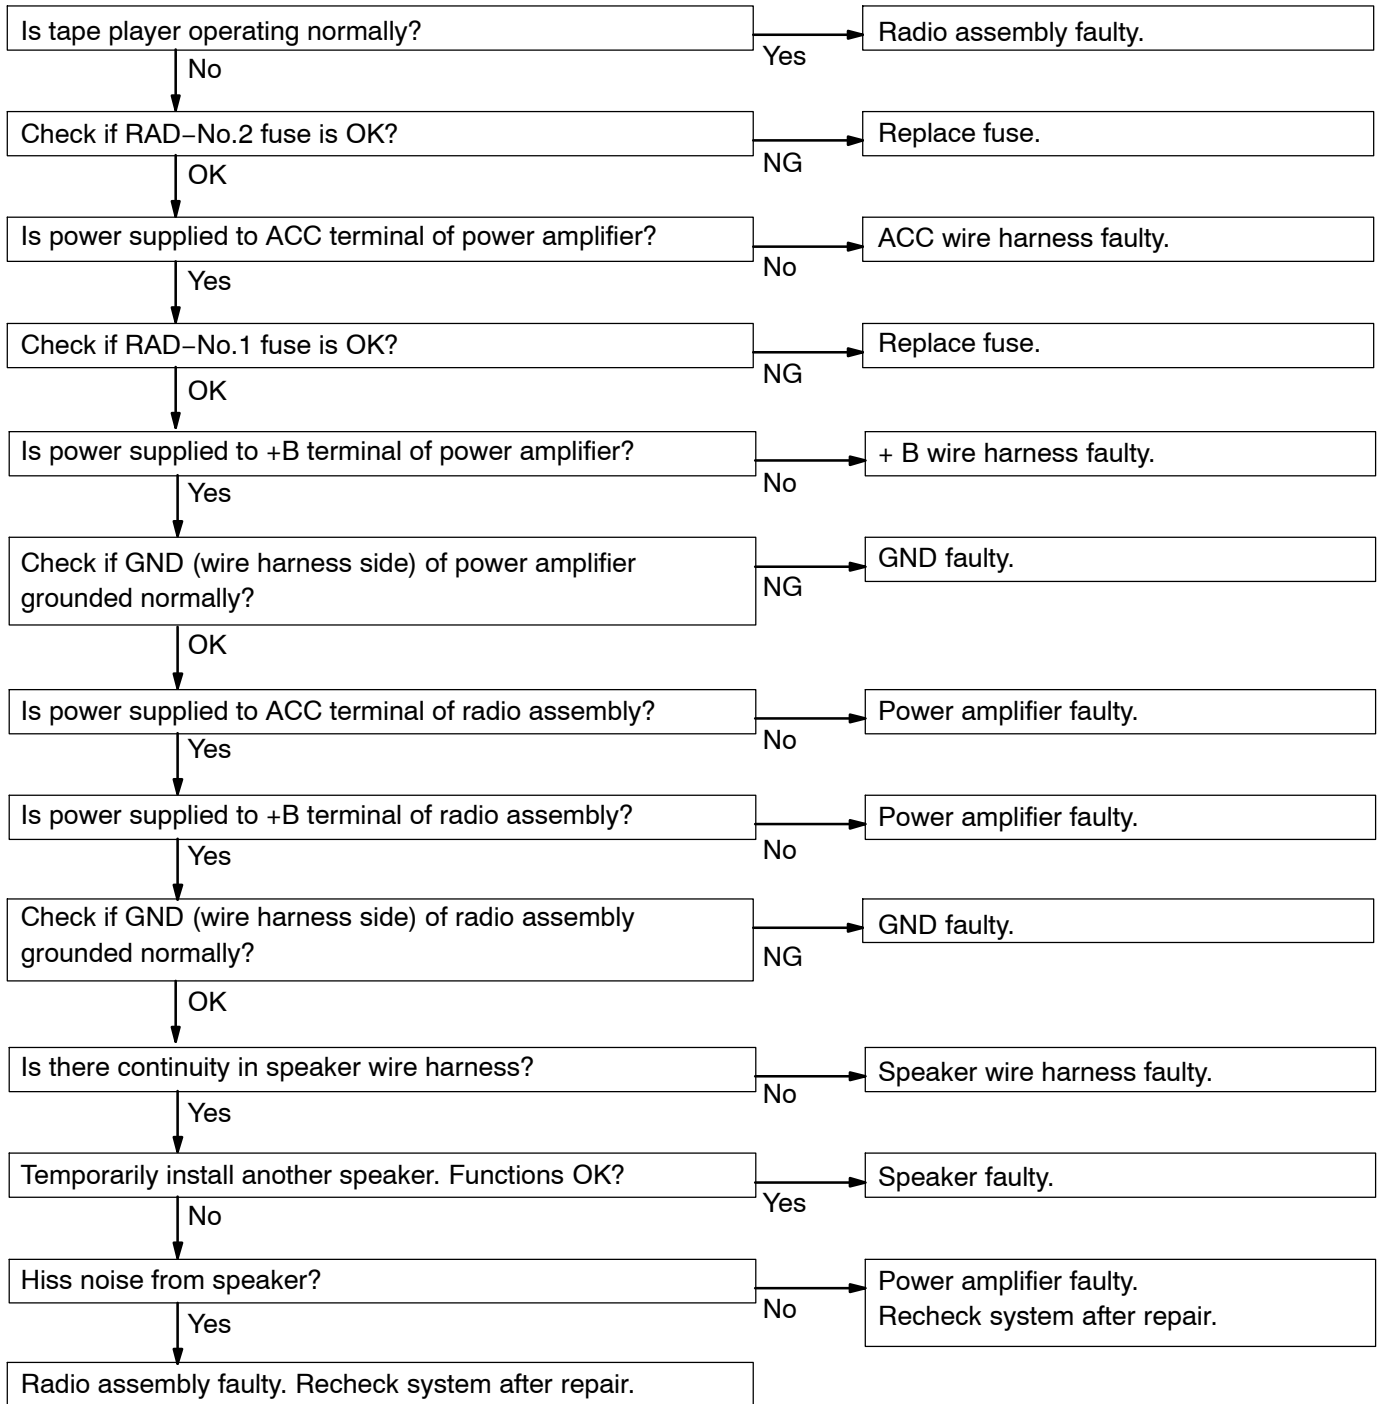 Is tape player operating normally?
Yes
Radio assembly faulty.
No
Check if RAD–No.2 fuse is OK?
NG
Replace fuse.
OK
Is power supplied to ACC terminal of power amplifier?
No
ACC wire harness faulty.
Yes
Check if RAD–No.1 fuse is OK?
NG
Replace fuse.
OK
Is power supplied to +B terminal of power amplifier?
No
+ B wire harness faulty.
Yes
Check if GND (wire harness side) of power amplifier
grounded normally?
NG
GND faulty.
OK
Is power supplied to ACC terminal of radio assembly?
No
Power amplifier faulty.
Yes
Is power supplied to +B terminal of radio assembly?
No
Power amplifier faulty.
Yes
Check if GND (wire harness side) of radio assembly
grounded normally?
NG
GND faulty.
OK
Is there continuity in speaker wire harness?
No
Speaker wire harness faulty.
Yes
Temporarily install another speaker. Functions OK?
Yes
Speaker faulty.
No
Hiss noise from speaker?
No
Power amplifier faulty.
Recheck system after repair.
Yes
Radio assembly faulty. Recheck system after repair.